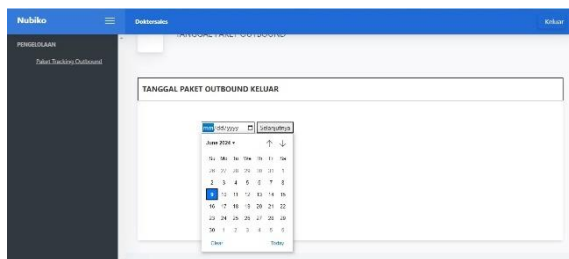 Nubiko
Doktersales
Keluar
PENGELOLAAN
Paket Tracking Outbound
TANGGAL PAKET OUTBOUND
TANGGAL PAKET OUTBOUND KELUAR
mm/dd/yyyy Selanjutnya
June 2024
Su Mo Tu We Th Fr Sa
26 27 28 29 30 31 1
2 3 4 5 6 7 8
9 10 11 12 13 14 15
16 17 18 19 20 21 22
23 24 25 26 27 28 29
30 1 2 3 4 5 6
Clear Today